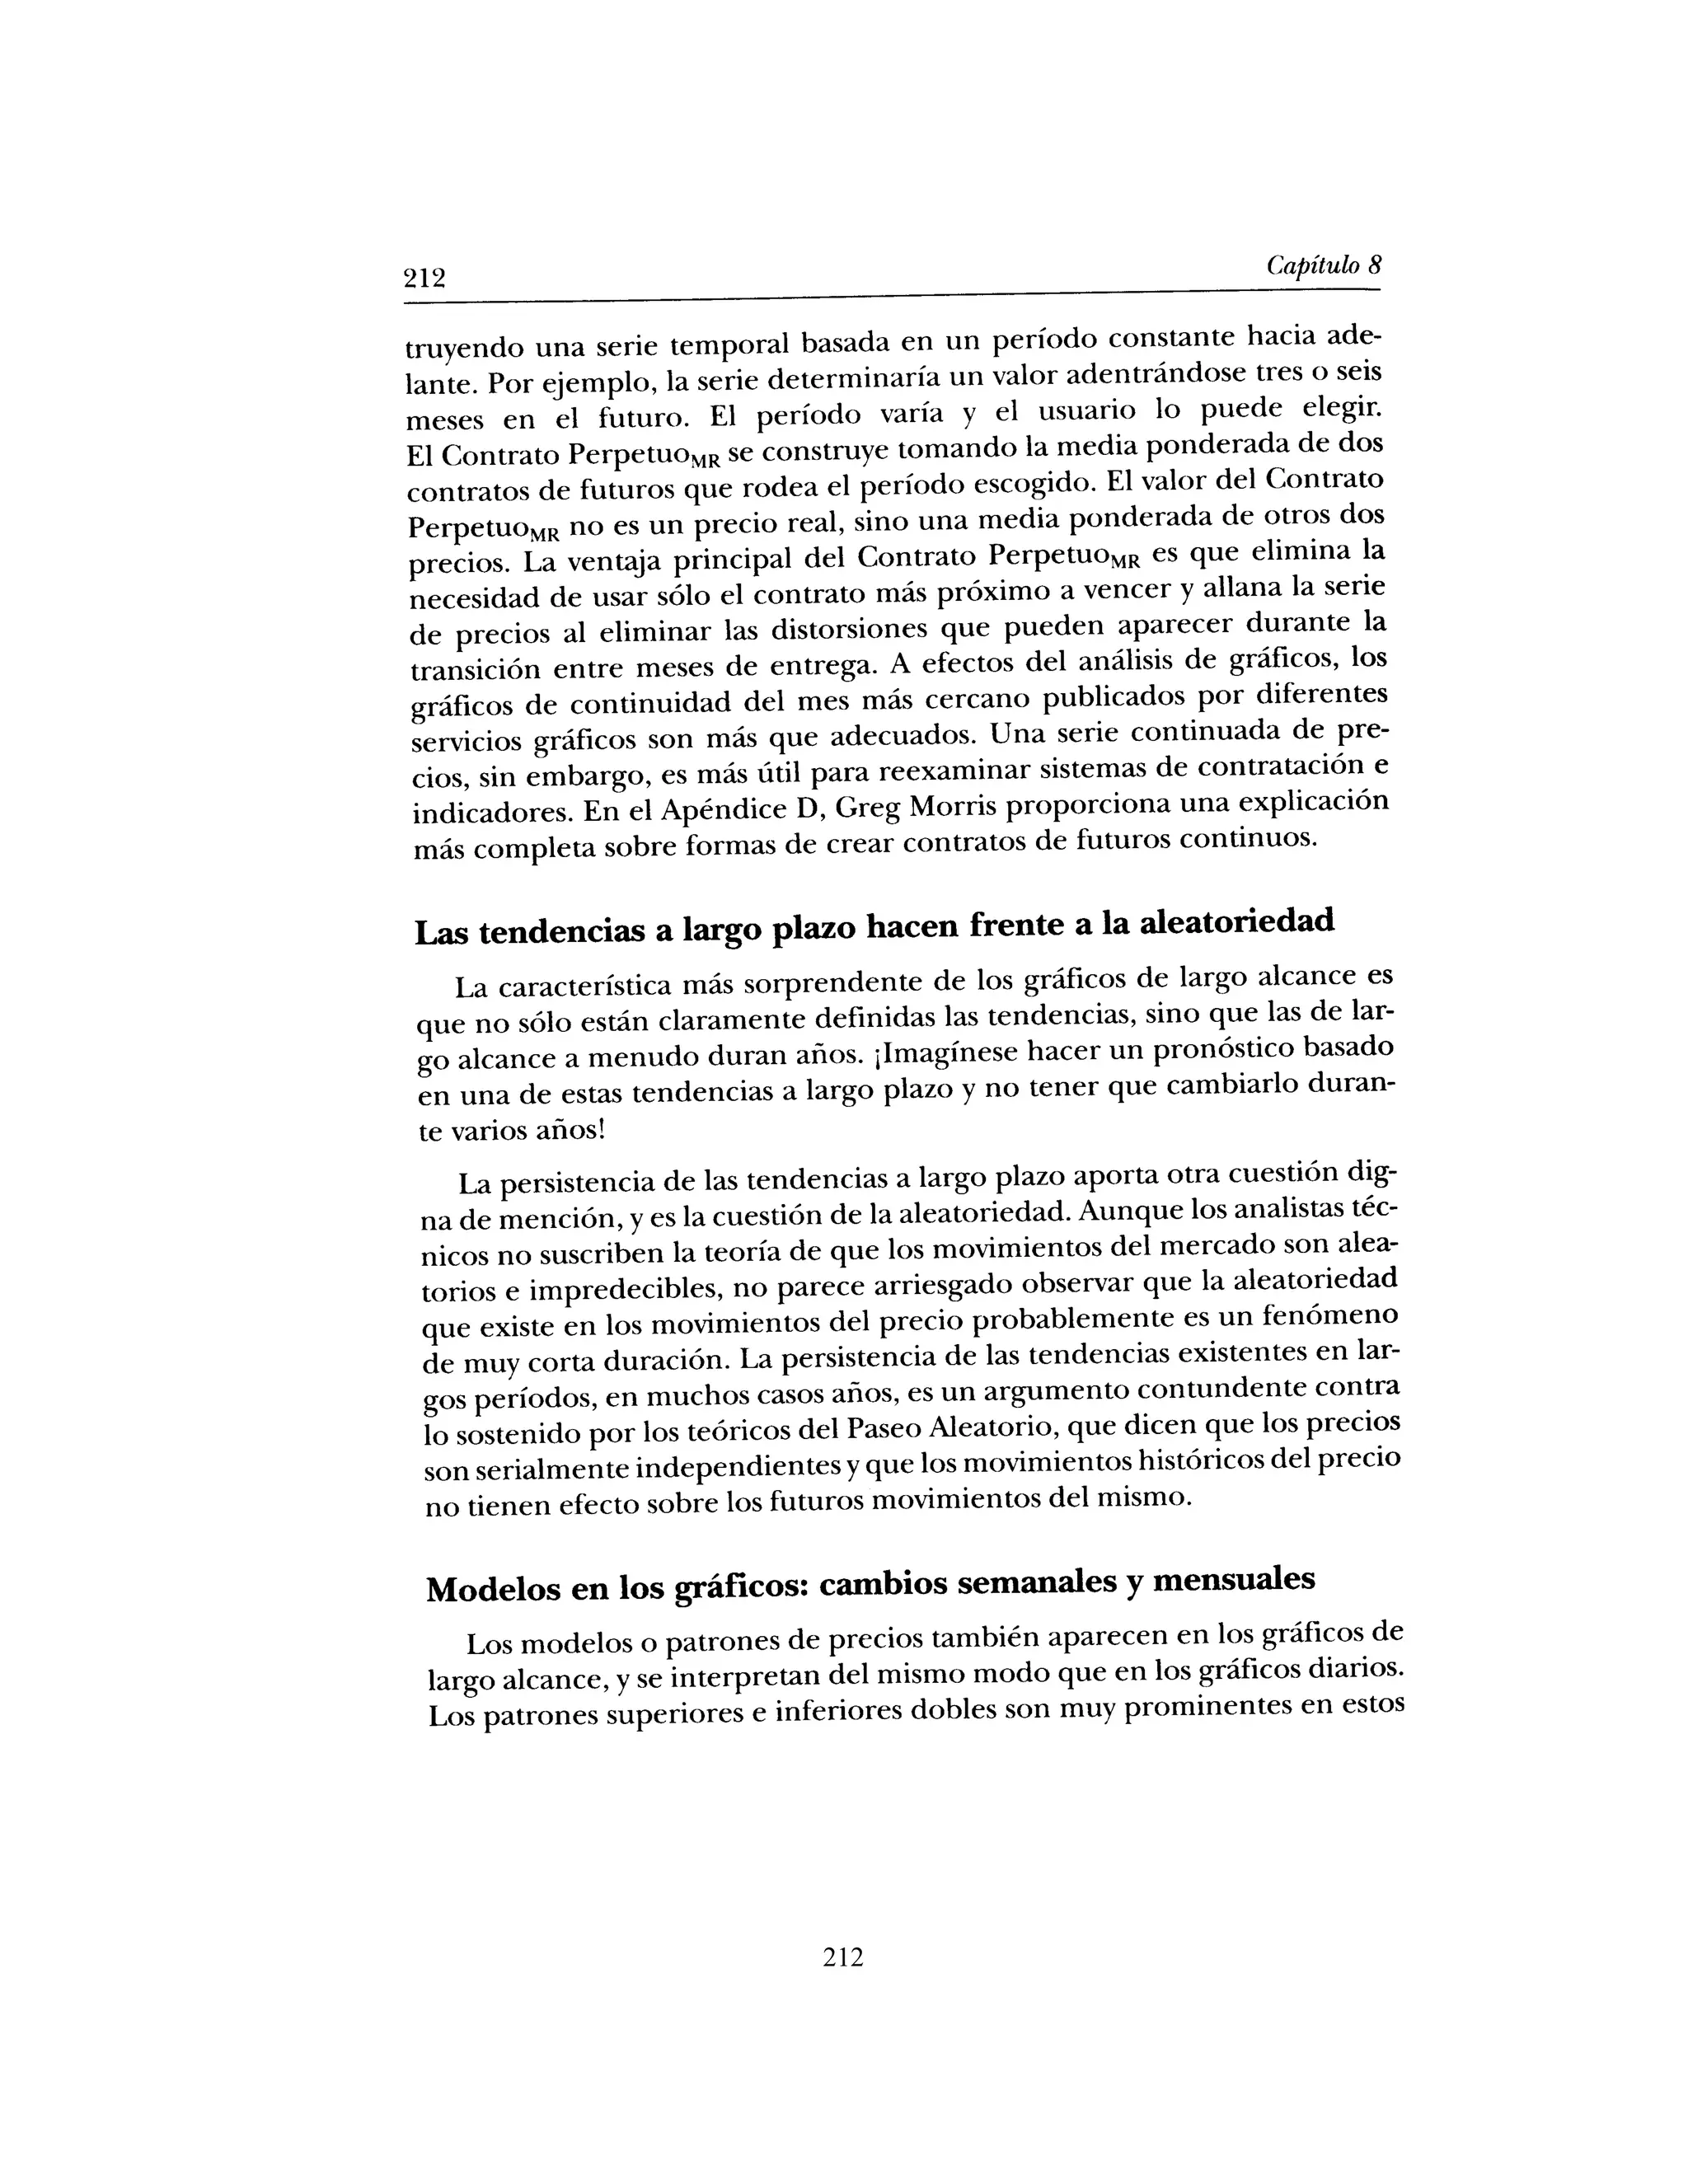 212
Capítulo 8
truyendo una serie temporal basada en un período constante hacia ade-
lante. Por ejemplo, la serie determinaría un valor adentrándose tres o seis
meses en el futuro. El período varía y el usuario lo puede elegir.
El Contrato PerpetuoMR se construye tomando la media ponderada de dos
contratos de futuros que rodea el período escogido. El valor del Contrato
PerpetuoMR no es un precio real, sino una media ponderada de otros dos
precios. La ventaja principal del Contrato PerpetuoMR es que elimina la
necesidad de usar sólo el contrato más próximo a vencer y allana la serie
de precios al eliminar las distorsiones que pueden aparecer durante la
transición entre meses de entrega. A efectos del análisis de gráficos, los
gráficos de continuidad del mes más cercano publicados por diferentes
servicios gráficos son más que adecuados. Una serie continuada de pre-
cios, sin embargo, es más útil para reexaminar sistemas de contratación e
indicadores. En el Apéndice D, Greg Morris proporciona una explicación
más completa sobre formas de crear contratos de futuros continuos.
Las tendencias a largo plazo hacen frente a la aleatoriedad
La característica más sorprendente de los gráficos de largo alcance es
que no sólo están claramente definidas las tendencias, sino que las de lar-
go alcance a menudo duran años. ¡Imagínese hacer un pronóstico basado
en una de estas tendencias a largo plazo y no tener que cambiarlo duran-
te varios años!
La persistencia de las tendencias a largo plazo aporta otra cuestión dig-
na de mención, y es la cuestión de la aleatoriedad. Aunque los analistas téc-
nicos no suscriben la teoría de que los movimientos del mercado son alea-
torios e impredecibles, no parece arriesgado observar que la aleatoriedad
que existe en los movimientos del precio probablemente es un fenómeno
de muy corta duración. La persistencia de las tendencias existentes en lar-
gos períodos, en muchos casos años, es un argumento contundente contra
lo sostenido por los teóricos del Paseo Aleatorio, que dicen que los precios
son serialmente independientes y que los movimientos históricos del precio
no tienen efecto sobre los futuros movimientos del mismo.
Modelos en los gráficos: cambios semanales y mensuales
Los modelos o patrones de precios también aparecen en los gráficos de
largo alcance, y se interpretan del mismo modo que en los gráficos diarios.
Los patrones superiores e inferiores dobles son muy prominentes en estos
212